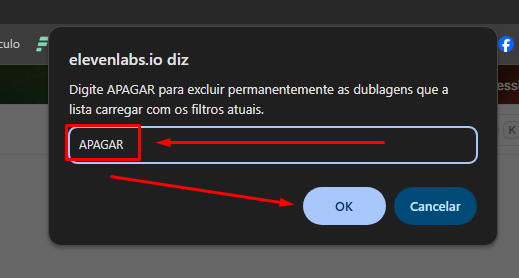 culo
elevenlabs.io diz
Digite APAGAR para excluir permanentemente as dublagens que a
lista carregar com os filtros atuais.
APAGAR
OK
Cancelar
essi
K